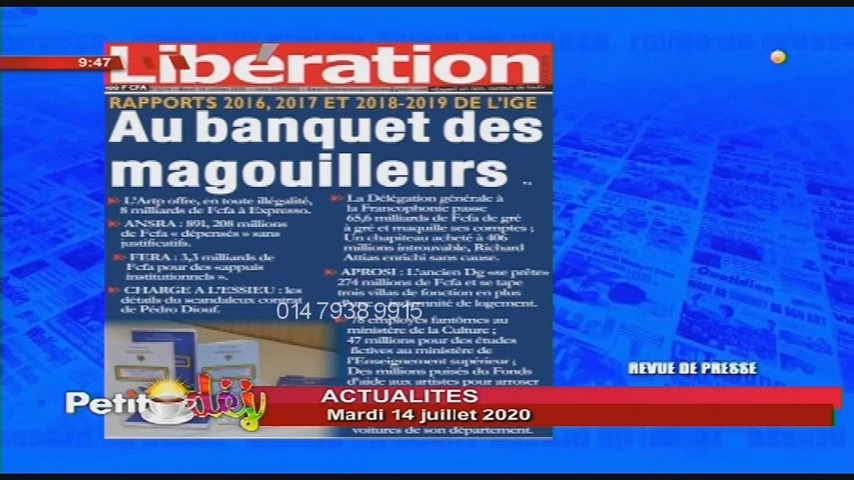 9:47
Libération
100 F CFA
RAPPORTS 2016, 2017 ET 2018-2019 DE L'IGE
Au banquet des
magouilleurs
L'Artp offre, en toute illégalité,
8 milliards de Fcfa à Expresso.
ANSRA : 891, 208 millions
de Fcfa « dépensés » sans
justificatifs.
FERA : 3,3 milliards de
Fcfa pour des «appuis
institutionnels ».
CHARGE A L'ESSIEU : les
détails du scandaleux contrat
de Pédro Diouf.
La Délégation générale à
la Francophonie passe
65,6 milliards de Fcfa de gré
à gré et maquille ses comptes ;
Un chapiteau acheté à 406
millions introuvable, Richard
Attias enrichi sans cause.
APROSI : L'ancien Dg «se prête»
274 millions de Fcfa et se tape
trois villas de fonction en plus
indemnité de logement.
014 7938 9915
78 employés fantômes au
ministère de la Culture ;
47 millions pour des études
fictives au ministère de
l'Enseignement supérieur ;
Des millions puisés du Fonds
d'aide aux artistes pour arroser
voitures de son département.
REVUE DE PRESSE
Petit déj
ACTUALITES
Mardi 14 juillet 2020